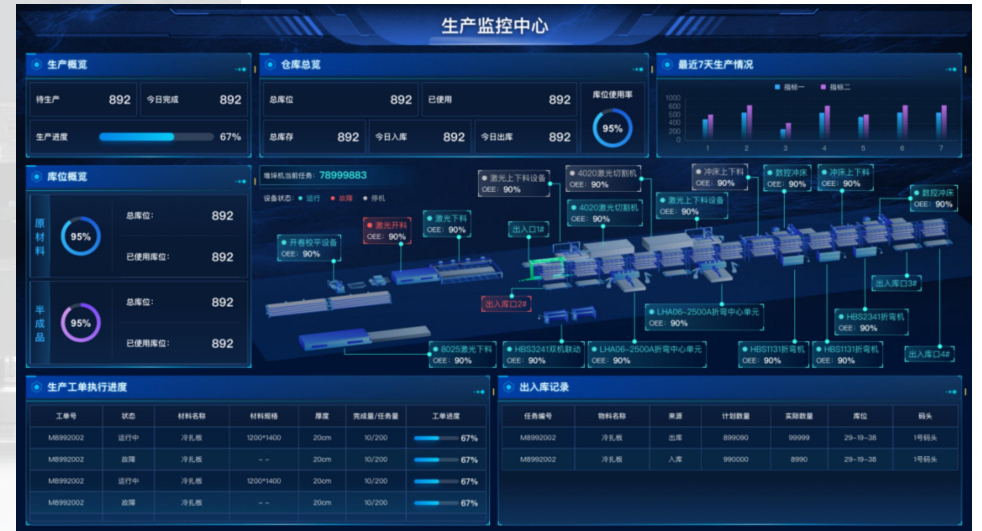 生产监控中心
生产概览
待生产 892 今日完成 892
生产进度 67%
仓库总览
总库位 892 已使用 892
总库存 892 今日入库 892 今日出库 892
库位使用率
95%
最近7天生产情况
指标一 指标二
1000
800
600
400
200
0
1 2 3 4 5 6 7
库位概览
原材料
95%
总库位: 892
已使用库位: 892
半成品
95%
总库位: 892
已使用库位: 892
堆垛机当前任务: 78999883
设备状态: 运行 故障 停机
开卷校平设备
OEE: 90%
激光开料
OEE: 90%
激光下料
OEE: 90%
激光上下料设备
OEE: 90%
4020激光切割机
OEE: 90%
4020激光切割机
OEE: 90%
激光上下料设备
OEE: 90%
冲床上下料
OEE: 90%
数控冲床
OEE: 90%
冲床上下料
OEE: 90%
数控冲床
OEE: 90%
出入口1#
出入库口2#
出入库口3#
出入库口4#
LHA06-2500A折弯中心单元
OEE: 90%
HBS2341折弯机
OEE: 90%
8025激光下料
OEE: 90%
HBS3241双机联动
OEE: 90%
LHA06-2500A折弯中心单元
OEE: 90%
HBS1131折弯机
OEE: 90%
HBS1131折弯机
OEE: 90%
生产工单执行进度
工单号 状态 材料名称 材料规格 厚度 完成量/任务量 工单进度
M8992002 运行中 冷扎板 1200*1400 20cm 10/200 67%
M8992002 故障 冷扎板 -- 20cm 10/200 67%
M8992002 运行中 冷扎板 1200*1400 20cm 10/200 67%
M8992002 故障 冷扎板 -- 20cm 10/200 67%
出入库记录
任务编号 物料名称 来源 计划数量 实际数量 库位 码头
M8992002 冷扎板 出库 899090 99999 29-19-38 1号码头
M8992002 冷扎板 入库 990000 8990 29-19-38 1号码头